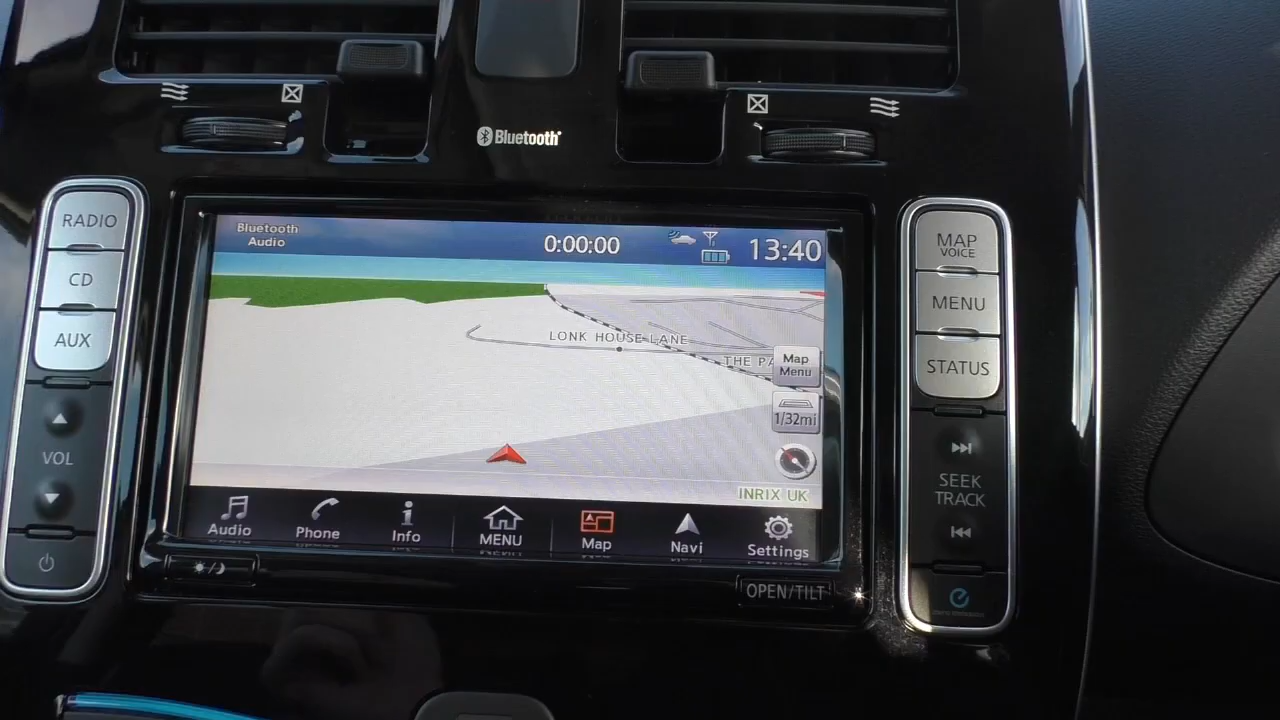 Bluetooth
RADIO
CD
AUX
VOL
Bluetooth
Audio
0:00:00
13:40
LONK HOUSE LANE
THE PA
Map
Menu
1/32mi
INRIX UK
Audio
Phone
Info
MENU
Map
Navi
Settings
OPEN/TILT
MAP
VOICE
MENU
STATUS
SEEK
TRACK